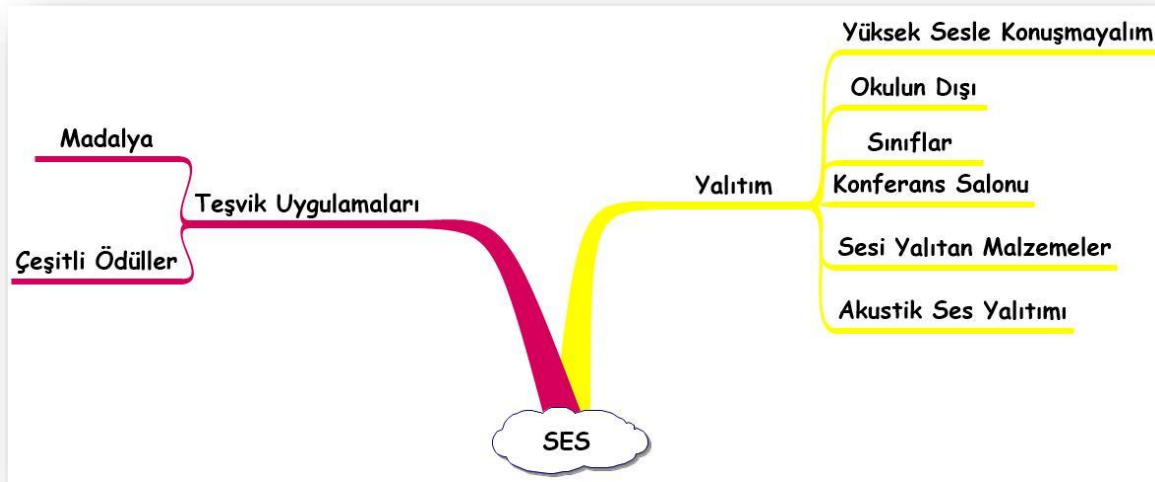 Yüksek Sesle Konuşmayalım
Okulun Dışı
Madalya
Sınıflar
Yalıtım
Konferans Salonu
Teşvik Uygulamaları
Sesi Yalıtan Malzemeler
Çeşitli Ödüller
Akustik Ses Yalıtımı
SES